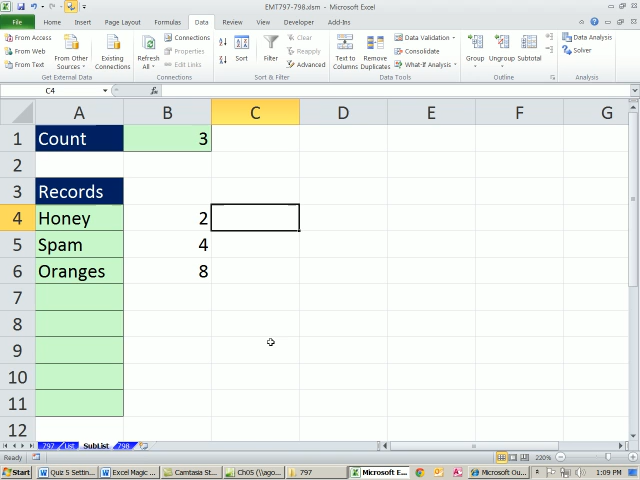 EMT797-798.xlsm - Microsoft Excel
File Home Insert Page Layout Formulas Data Review View Developer Add-Ins
From Access
From Web
From Text
From Other Sources
Existing Connections
Get External Data
Refresh All
Connections
Properties
Edit Links
Connections
Sort
Filter
Clear
Reapply
Advanced
Sort & Filter
Text to Columns
Remove Duplicates
Data Validation
Consolidate
What-If Analysis
Data Tools
Group
Ungroup
Subtotal
Outline
Data Analysis
Solver
Analysis
C4 fx
A B C D E F G
1 Count 3
2
3 Records
4 Honey 2
5 Spam 4
6 Oranges 8
7
8
9
10
11
12
797 List SubList 798
Ready 220%
Start Quiz 5 Settin... Excel Magic ... Camtasia St... Ch05 (\\ago... 797 Microsoft E... Microsoft Ou... 1:09 PM